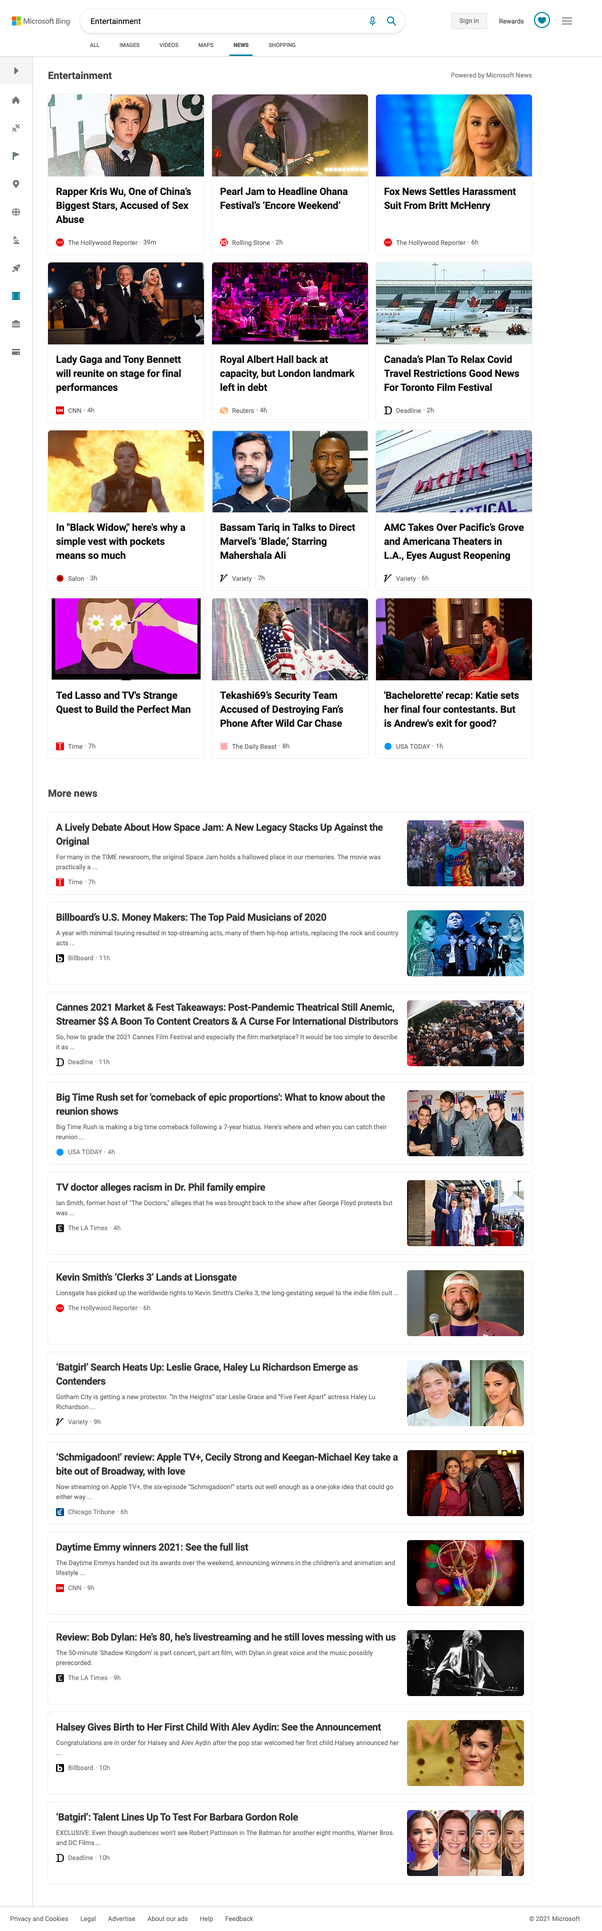 Microsoft Bing
Entertainment
Sign in
Rewards
ALL
IMAGES
VIDEOS
MAPS
NEWS
SHOPPING
Entertainment
Powered by Microsoft News
Rapper Kris Wu, One of China's
Biggest Stars, Accused of Sex
Abuse
The Hollywood Reporter · 39m
Pearl Jam to Headline Ohana
Festival's 'Encore Weekend'
Rolling Stone · 2h
Fox News Settles Harassment
Suit From Britt McHenry
The Hollywood Reporter · 6h
Lady Gaga and Tony Bennett
will reunite on stage for final
performances
CNN · 4h
Royal Albert Hall back at
capacity, but London landmark
left in debt
Reuters · 4h
Canada's Plan To Relax Covid
Travel Restrictions Good News
For Toronto Film Festival
Deadline · 2h
In "Black Widow," here's why a
simple vest with pockets
means so much
Salon · 3h
Bassam Tariq in Talks to Direct
Marvel's 'Blade,' Starring
Mahershala Ali
Variety · 7h
PACIFIC
AMC Takes Over Pacific's Grove
and Americana Theaters in
L.A., Eyes August Reopening
Variety · 6h
Ted Lasso and TV's Strange
Quest to Build the Perfect Man
Time · 7h
Tekashi69's Security Team
Accused of Destroying Fan's
Phone After Wild Car Chase
The Daily Beast · 8h
'Bachelorette' recap: Katie sets
her final four contestants. But
is Andrew's exit for good?
USA TODAY · 1h
More news
A Lively Debate About How Space Jam: A New Legacy Stacks Up Against the
Original
For many in the TIME newsroom, the original Space Jam holds a hallowed place in our memories. The movie was
practically a ...
Time · 7h
Billboard's U.S. Money Makers: The Top Paid Musicians of 2020
A year with minimal touring resulted in top-streaming acts, many of them hip-hop artists, replacing the rock and country
acts ...
Billboard · 11h
Cannes 2021 Market & Fest Takeaways: Post-Pandemic Theatrical Still Anemic,
Streamer $$ A Boon To Content Creators & A Curse For International Distributors
So, how to grade the 2021 Cannes Film Festival and especially the film marketplace? It would be too simple to describe
it as ...
Deadline · 11h
Big Time Rush set for 'comeback of epic proportions': What to know about the
reunion shows
Big Time Rush is making a big time comeback following a 7-year hiatus. Here's where and when you can catch their
reunion ...
USA TODAY · 4h
TV doctor alleges racism in Dr. Phil family empire
Ian Smith, former host of "The Doctors," alleges that he was brought back to the show after George Floyd protests but
was ...
The LA Times · 4h
Kevin Smith's 'Clerks 3' Lands at Lionsgate
Lionsgate has picked up the worldwide rights to Kevin Smith's Clerks 3, the long-gestating sequel to the indie film cult ...
The Hollywood Reporter · 6h
'Batgirl' Search Heats Up: Leslie Grace, Haley Lu Richardson Emerge as
Contenders
Gotham City is getting a new protector. "In the Heights" star Leslie Grace and "Five Feet Apart" actress Haley Lu
Richardson ...
Variety · 9h
'Schmigadoon!' review: Apple TV+, Cecily Strong and Keegan-Michael Key take a
bite out of Broadway, with love
Now streaming on Apple TV+, the six-episode "Schmigadoon!" starts out well enough as a one-joke idea that could go
either way ...
Chicago Tribune · 6h
Daytime Emmy winners 2021: See the full list
The Daytime Emmys handed out its awards over the weekend, announcing winners in the children's and animation and
lifestyle ...
CNN · 9h
Review: Bob Dylan: He's 80, he's livestreaming and he still loves messing with us
The 50-minute 'Shadow Kingdom' is part concert, part art film, with Dylan in great voice and the music possibly
prerecorded.
The LA Times · 9h
Halsey Gives Birth to Her First Child With Alev Aydin: See the Announcement
Congratulations are in order for Halsey and Alev Aydin after the pop star welcomed her first child.Halsey announced her
...
Billboard · 10h
'Batgirl': Talent Lines Up To Test For Barbara Gordon Role
EXCLUSIVE: Even though audiences won't see Robert Pattinson in The Batman for another eight months, Warner Bros.
and DC Films ...
Deadline · 10h
Privacy and Cookies
Legal
Advertise
About our ads
Help
Feedback
© 2021 Microsoft